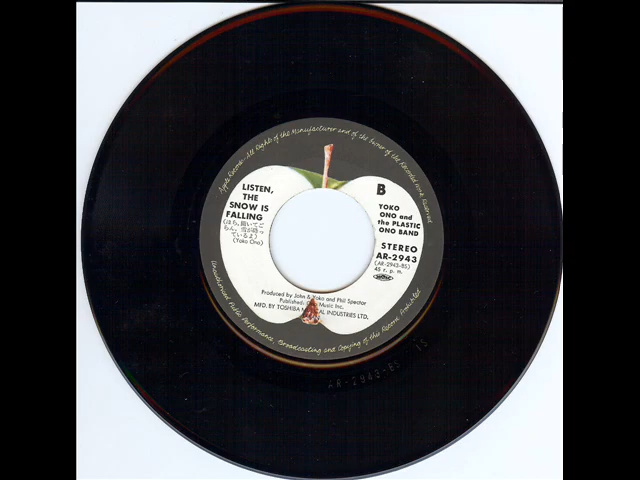 Apple Records · All Rights of the Manufacturer and of the Owner of the Recorded Work Reserved
LISTEN,
THE
SNOW IS
FALLING
(Yoko Ono)
B
YOKO
ONO and
the PLASTIC
ONO BAND
STEREO
AR-2943
(AR-2943-BS)
45 r. p. m.
Produced by John & Yoko and Phil Spector
Published: Music Inc.
MFD. BY TOSHIBA INDUSTRIES LTD.
Unauthorized Public Performance, Broadcasting and Copying of this Record Prohibited
AR-2943-BS 1S